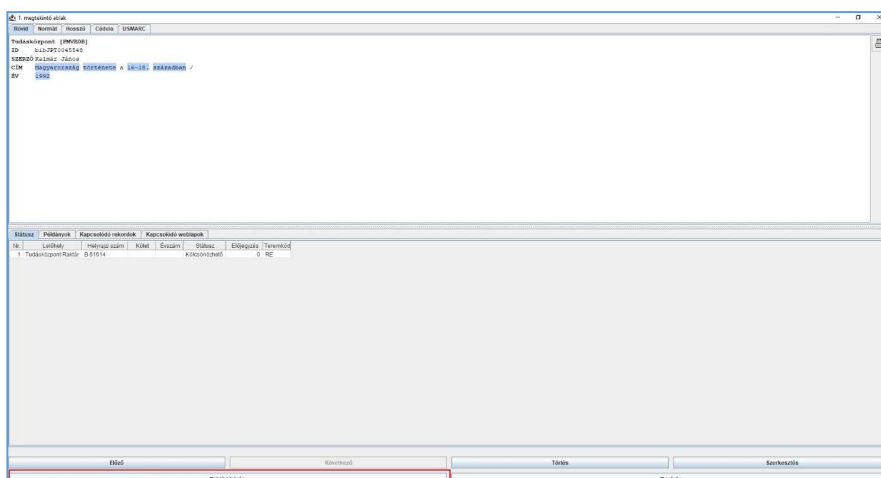 1. megtekintő ablak
Rövid Normál Hosszú Cédula USMARC
Tudásközpont [PMVKDB]
ID bibJPT0045548
SZERZŐ Kalmár János
CÍM Magyarország története a 16-18. században /
ÉV 1992
Státusz Példányok Kapcsolódó rekordok Kapcsolódó weblapok
Nr. Lelőhely Helyrajzi szám Kötet Évszám Státusz Előjegyzés Teremkód
1 Tudásközpont Raktár B 61614 Kölcsönözhető 0 RE
Előző Következő Törlés Szerkesztés